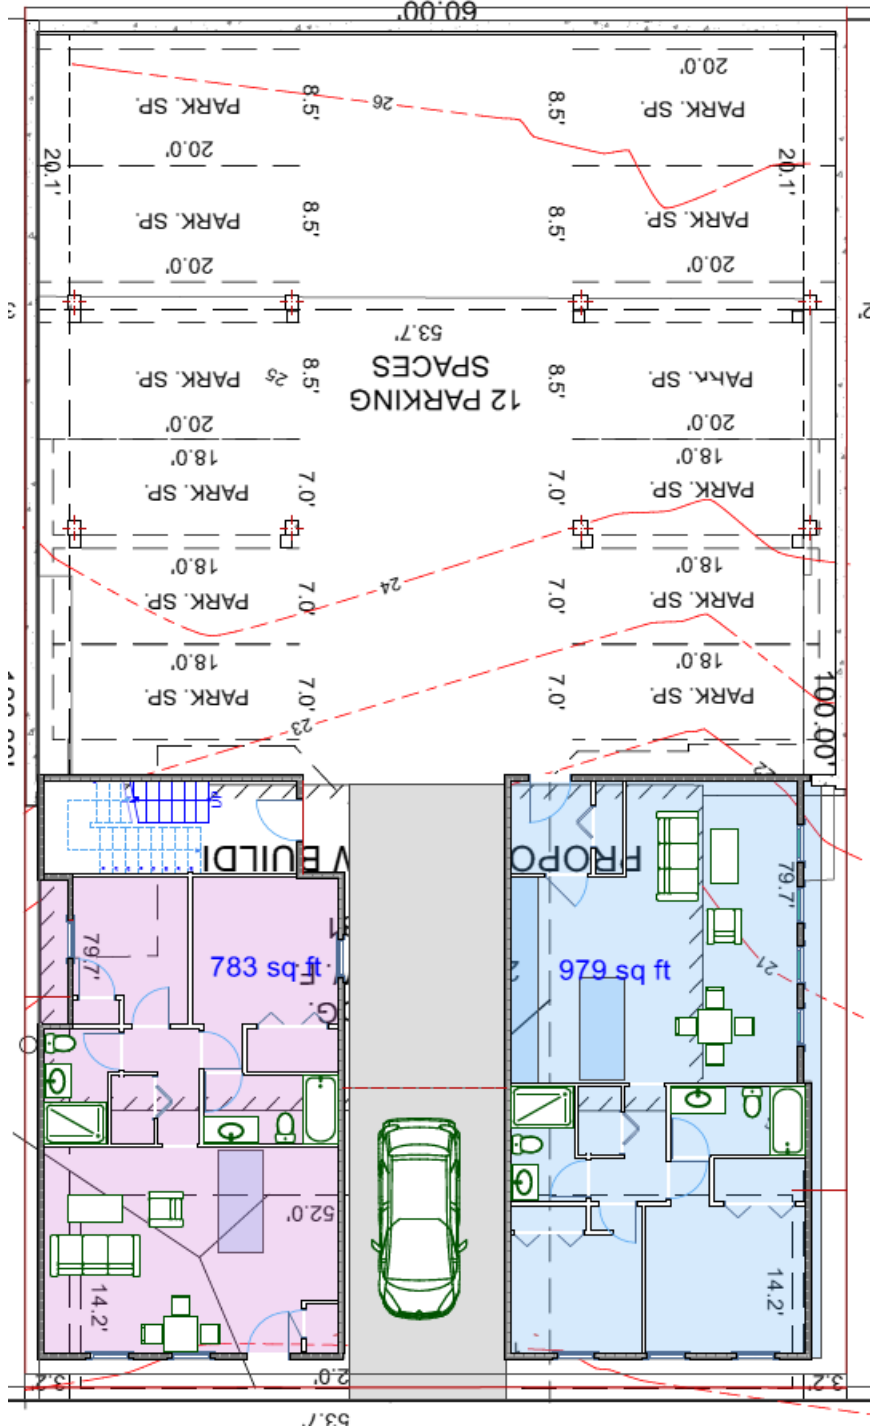 60.00'
20.0'
26
8.5'
8.5'
PARK. SP.
PARK. SP.
20.0'
20.1'
20.1'
PARK. SP.
8.5'
8.5'
PARK. SP.
20.0'
20.0'
53.7'
12 PARKING
SPACES
PARK. SP.
25
8.5'
8.5'
PARK. SP.
20.0'
20.0'
18.0'
18.0'
PARK. SP.
7.0'
7.0'
PARK. SP.
18.0'
18.0'
24
PARK. SP.
7.0'
7.0'
PARK. SP.
18.0'
18.0'
PARK. SP.
7.0'
7.0'
PARK. SP.
100.00'
23
22
PROPO
W BUILDI
79.7'
79.7'
783 sq ft
979 sq ft
21
52.0'
14.2'
14.2'
3.2'
2.0'
3.2'
53.7'